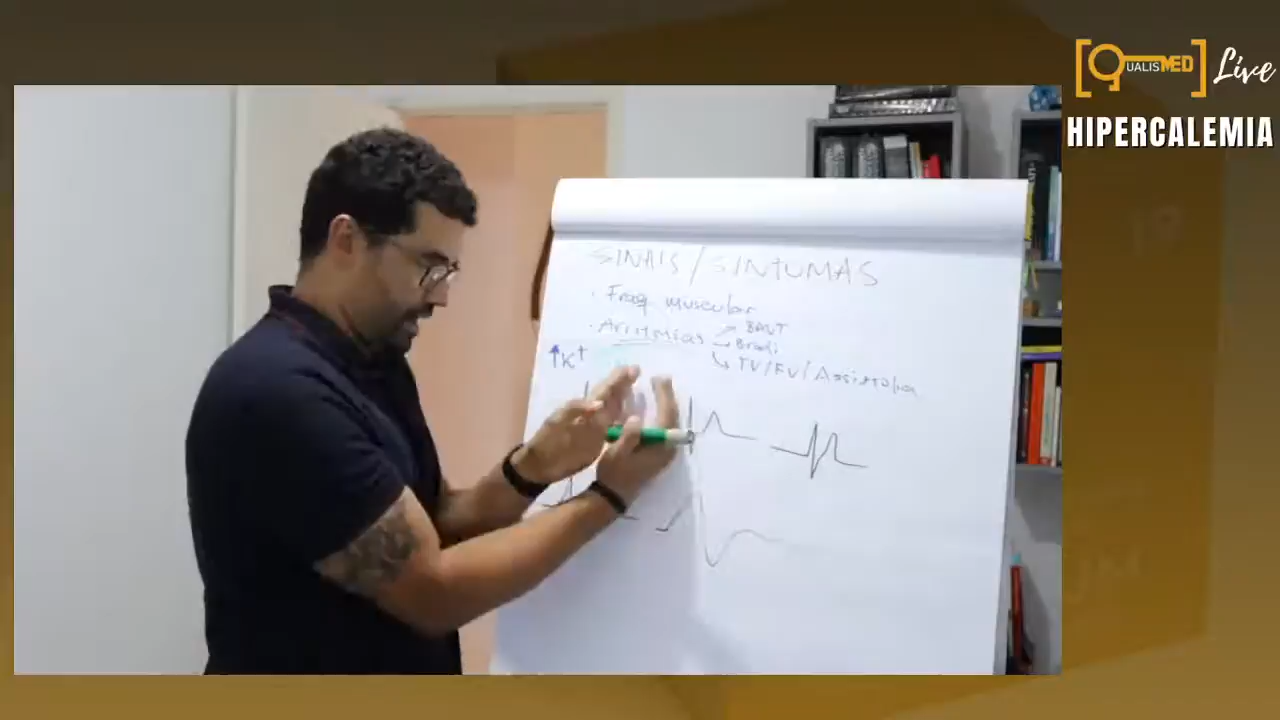 QUALISMED Live
HIPERCALEMIA
SINAIS / SINTOMAS
· Fraq muscular
· Arritmias → BAVT
→ Bradi
→ TV/FV/Assistolia
↑K+